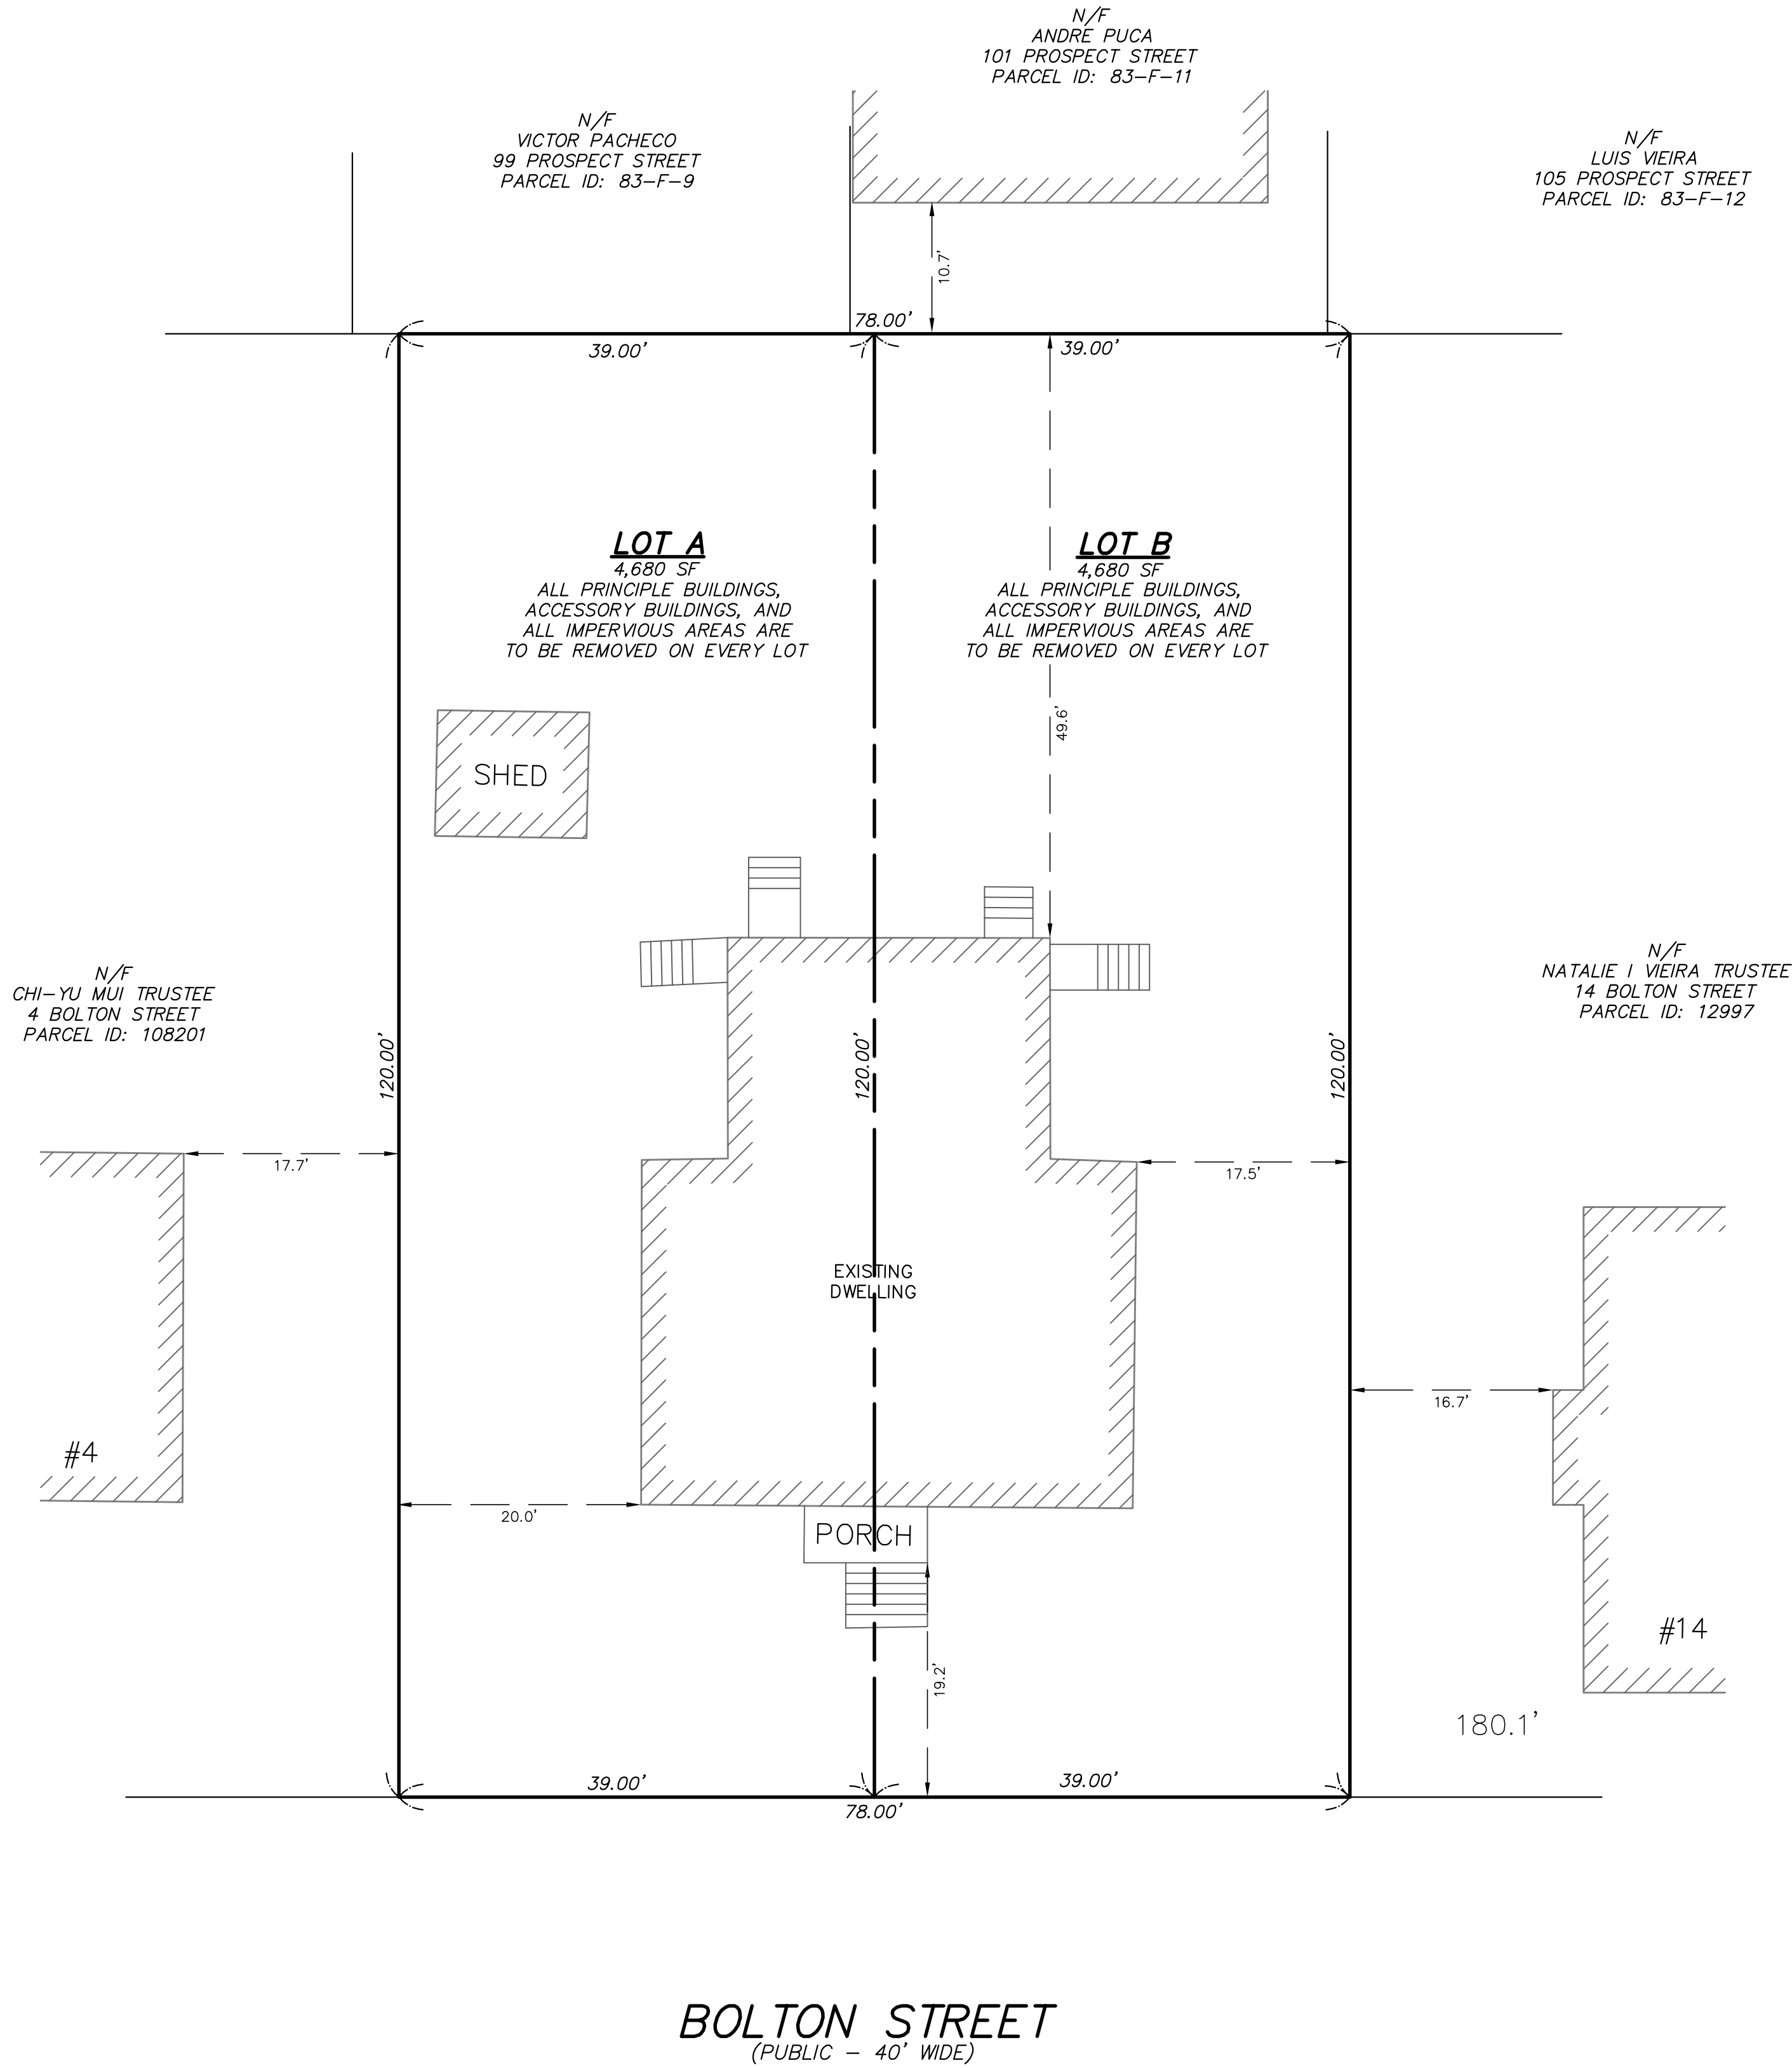 N/F
ANDRE PUCA
101 PROSPECT STREET
PARCEL ID: 83-F-11
N/F
VICTOR PACHECO
99 PROSPECT STREET
PARCEL ID: 83-F-9
N/F
LUIS VIEIRA
105 PROSPECT STREET
PARCEL ID: 83-F-12
10.7'
78.00'
39.00'
39.00'
LOT A
4,680 SF
ALL PRINCIPLE BUILDINGS,
ACCESSORY BUILDINGS, AND
ALL IMPERVIOUS AREAS ARE
TO BE REMOVED ON EVERY LOT
LOT B
4,680 SF
ALL PRINCIPLE BUILDINGS,
ACCESSORY BUILDINGS, AND
ALL IMPERVIOUS AREAS ARE
TO BE REMOVED ON EVERY LOT
49.6'
SHED
N/F
CHI-YU MUI TRUSTEE
4 BOLTON STREET
PARCEL ID: 108201
N/F
NATALIE I VIEIRA TRUSTEE
14 BOLTON STREET
PARCEL ID: 12997
120.00'
120.00'
120.00'
17.7'
17.5'
EXISTING
DWELLING
16.7'
#4
20.0'
PORCH
#14
19.2'
180.1'
39.00'
39.00'
78.00'
BOLTON STREET
(PUBLIC - 40' WIDE)